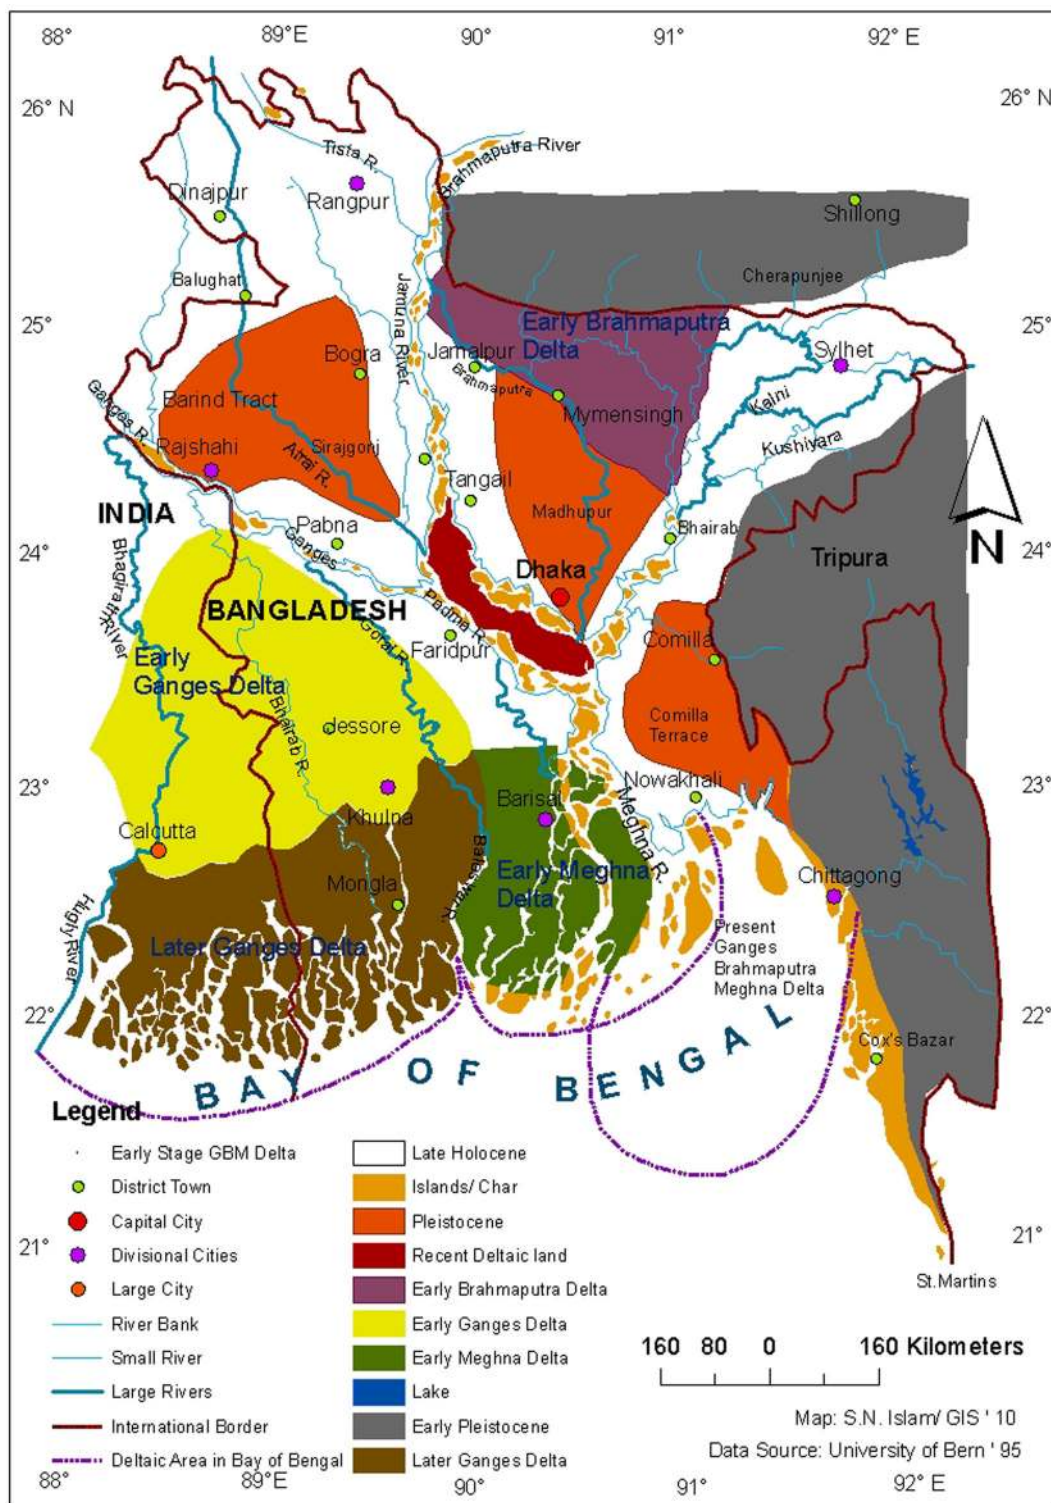 88° 89°E 90° 91° 92° E
26° N 26° N
Tista R.
Brahmaputra River
Dinajpur
Rangpur
Shillong
Balughat
Cherapunjee
Jamuna River
25° 25°
Early Brahmaputra
Delta
Bogra
Jamalpur
Sylhet
Brahmaputra
Barind Tract
Mymensingh
Kalni
Ganges R.
Rajshahi
Sirajgonj
Atrai R.
Kushiyara
Tangail
INDIA
Madhupur
Bhairab
Pabna
Ganges
24° 24°
N
Bhagirathi
River
Dhaka
Tripura
BANGLADESH
Padma R.
Gorai R.
Faridpur
Comilla
Early
Ganges Delta
Bhairab R.
Jessore
Comilla
Terrace
23° 23°
Nowakhali
Meghna R.
Khulna
Barisal
Calcutta
Balaswar R.
Early Meghna
Delta
Mongla
Chittagong
Hugly River
Later Ganges Delta
Present
Ganges
Brahmaputra
Meghna Delta
22° 22°
Cox's Bazar
BAY OF BENGAL
Legend
Early Stage GBM Delta
District Town
Capital City
Divisional Cities
Large City
River Bank
Small River
Large Rivers
International Border
Deltaic Area in Bay of Bengal
Late Holocene
Islands/ Char
Pleistocene
Recent Deltaic land
Early Brahmaputra Delta
Early Ganges Delta
Early Meghna Delta
Lake
Early Pleistocene
Later Ganges Delta
21° 21°
St.Martins
160 80 0 160 Kilometers
Map: S.N. Islam/ GIS ' 10
Data Source: University of Bern ' 95
88° 89°E 90° 91° 92° E